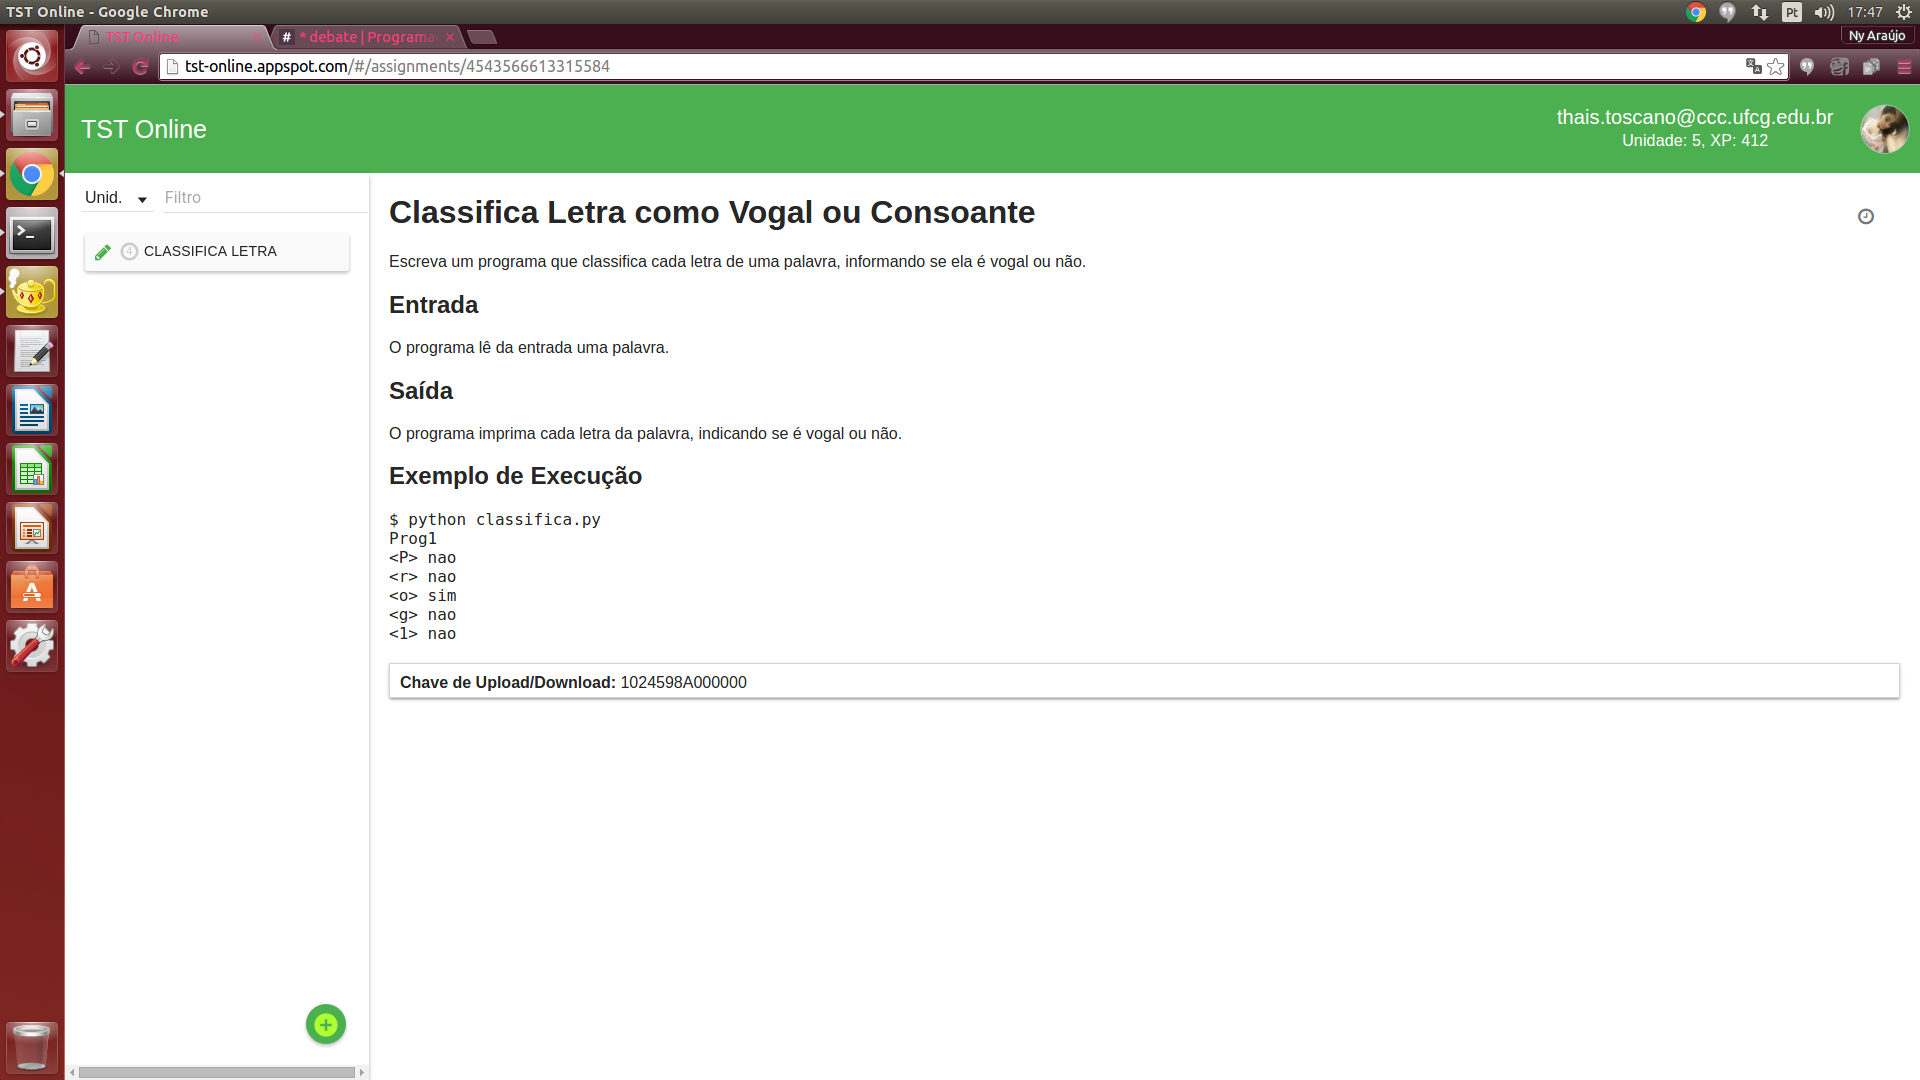 TST Online - Google Chrome
Pt
17:47
TST Online
# * debate | Programa
Ny Araújo
tst-online.appspot.com/#/assignments/4543566613315584
TST Online
thais.toscano@ccc.ufcg.edu.br
Unidade: 5, XP: 412
Unid.
Filtro
4 CLASSIFICA LETRA
Classifica Letra como Vogal ou Consoante
Escreva um programa que classifica cada letra de uma palavra, informando se ela é vogal ou não.
Entrada
O programa lê da entrada uma palavra.
Saída
O programa imprima cada letra da palavra, indicando se é vogal ou não.
Exemplo de Execução
$ python classifica.py
Prog1
<P> nao
<r> nao
<o> sim
<g> nao
<1> nao
Chave de Upload/Download: 1024598A000000